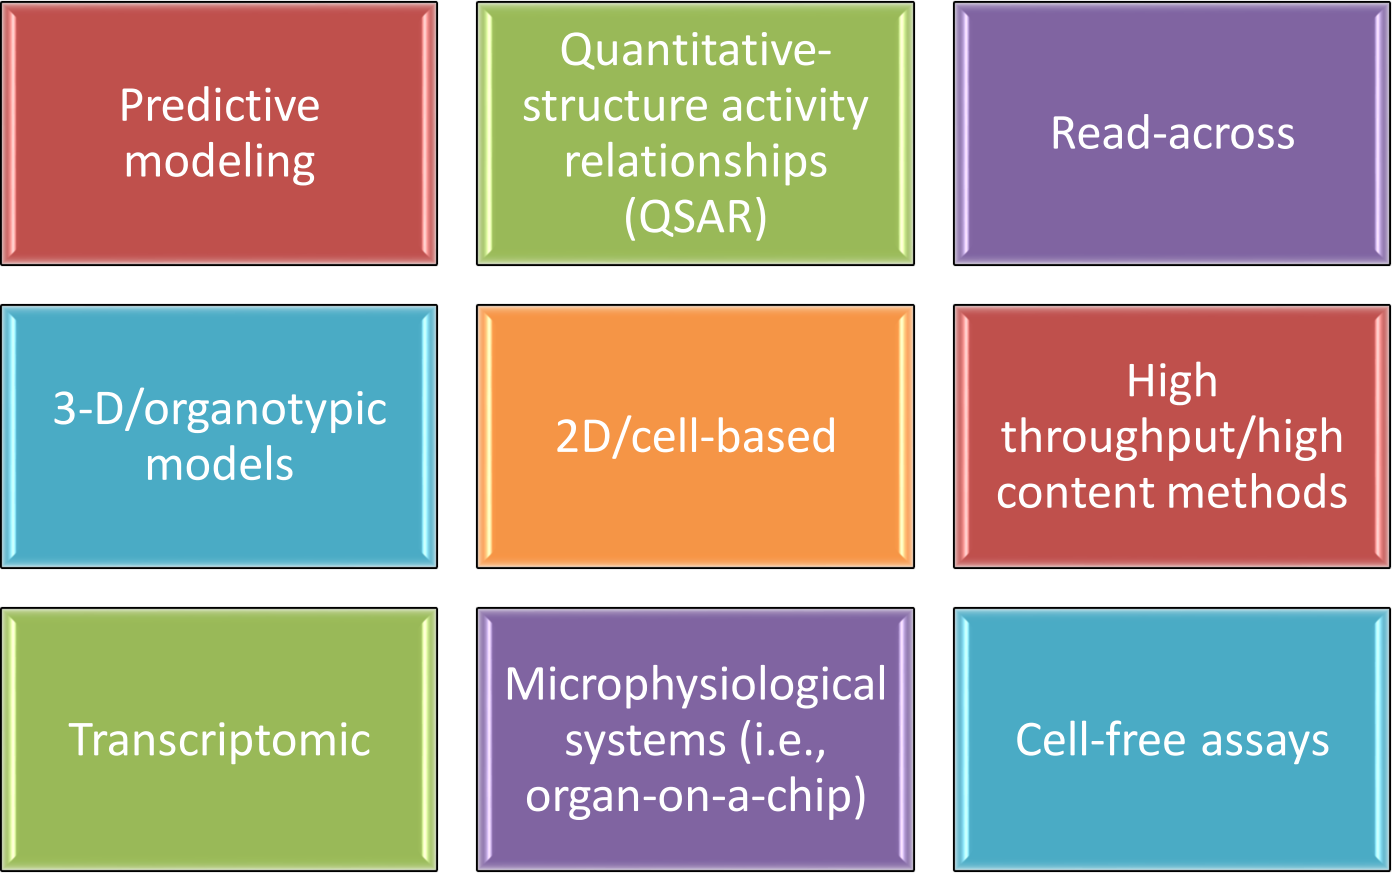 Predictive
modeling
Quantitative-
structure activity
relationships
(QSAR)
Read-across
3-D/organotypic
models
2D/cell-based
High
throughput/high
content methods
Transcriptomic
Microphysiological
systems (i.e.,
organ-on-a-chip)
Cell-free assays